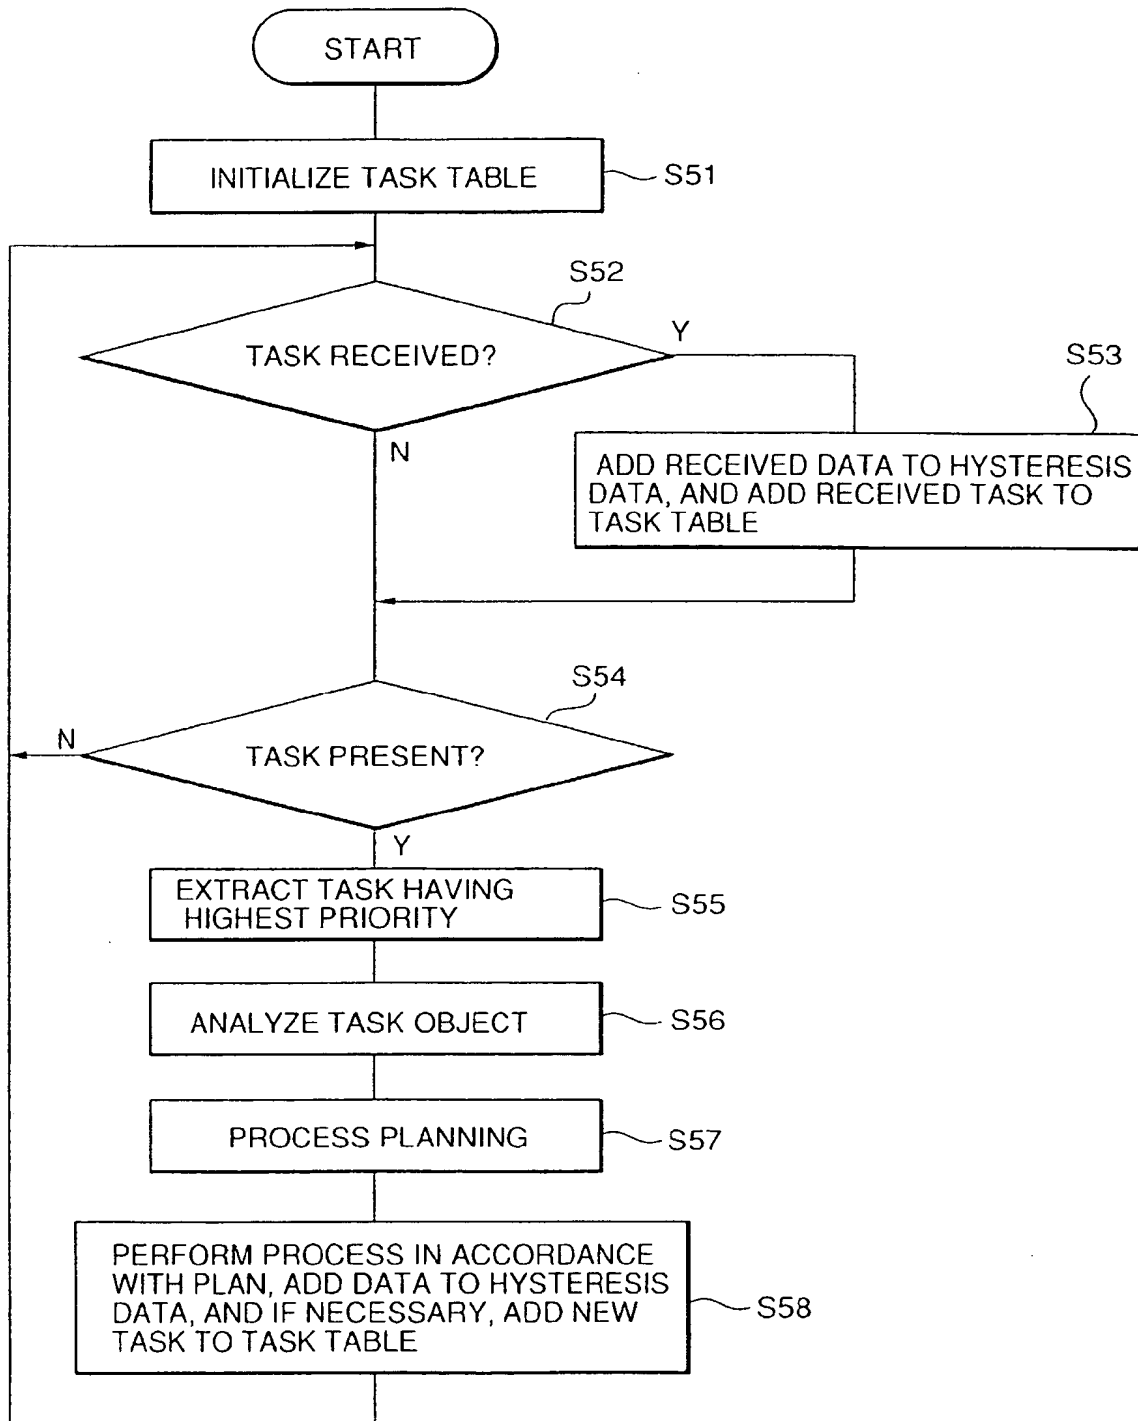 START
INITIALIZE TASK TABLE
S51
S52
TASK RECEIVED?
Y
N
S53
ADD RECEIVED DATA TO HYSTERESIS
DATA, AND ADD RECEIVED TASK TO
TASK TABLE
S54
TASK PRESENT?
N
Y
EXTRACT TASK HAVING
HIGHEST PRIORITY
S55
ANALYZE TASK OBJECT
S56
PROCESS PLANNING
S57
PERFORM PROCESS IN ACCORDANCE
WITH PLAN, ADD DATA TO HYSTERESIS
DATA, AND IF NECESSARY, ADD NEW
TASK TO TASK TABLE
S58